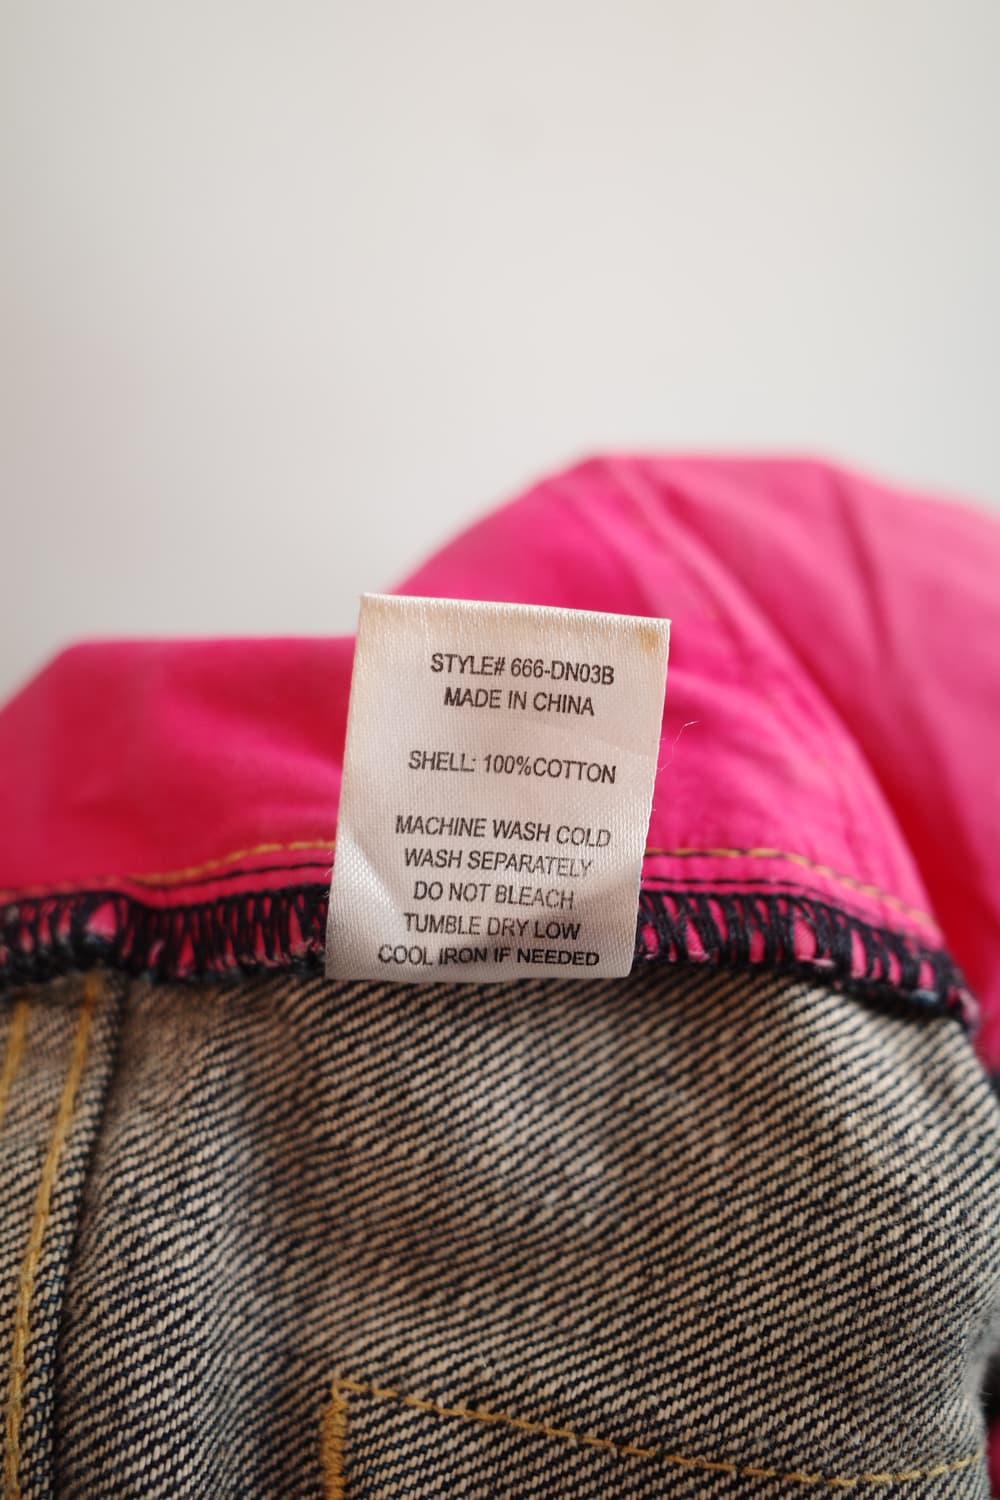 STYLE# 666-DN03B
MADE IN CHINA
SHELL: 100%COTTON
MACHINE WASH COLD
WASH SEPARATELY
DO NOT BLEACH
TUMBLE DRY LOW
COOL IRON IF NEEDED